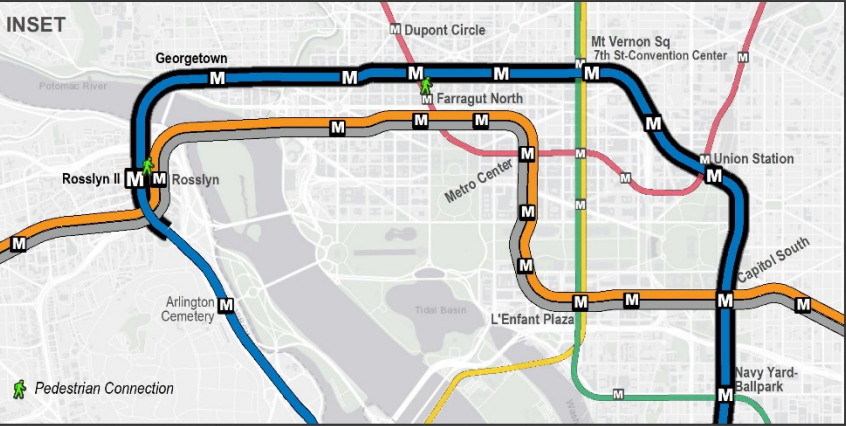 INSET
Dupont Circle
Georgetown
Mt Vernon Sq
7th St-Convention Center
M
M
M
M
M
M
M
M
Potomac River
M
Farragut North
M
M
M
M
M
M
M
Union Station
Rosslyn II
M
M
Rosslyn
Metro Center
M
M
M
M
M
M
M
Capitol South
Arlington
Cemetery
M
Tidal Basin
L'Enfant Plaza
M
M
M
M
Pedestrian Connection
Navy Yard-
Ballpark
M
M